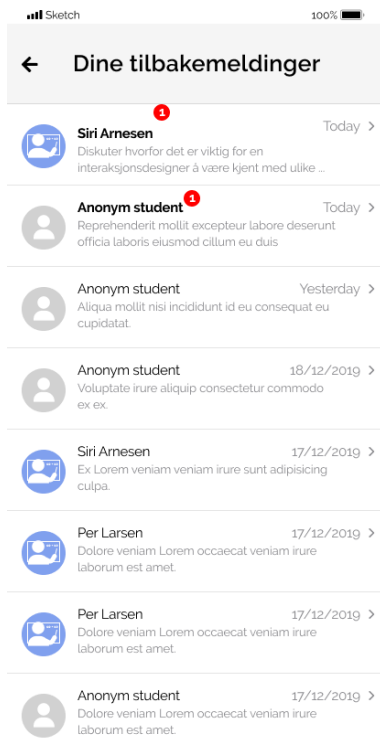 Sketch 100%
Dine tilbakemeldinger
1
Siri Arnesen Today
Diskuter hvorfor det er viktig for en
interaksjonsdesigner å være kjent med ulike ...
1
Anonym student Today
Reprehenderit mollit excepteur labore deserunt
officia laboris eiusmod cillum eu duis
Anonym student Yesterday
Aliqua mollit nisi incididunt id eu consequat eu
cupidatat.
Anonym student 18/12/2019
Voluptate irure aliquip consectetur commodo
ex ex.
Siri Arnesen 17/12/2019
Ex Lorem veniam veniam irure sunt adipisicing
culpa.
Per Larsen 17/12/2019
Dolore veniam Lorem occaecat veniam irure
laborum est amet.
Per Larsen 17/12/2019
Dolore veniam Lorem occaecat veniam irure
laborum est amet.
Anonym student 17/12/2019
Dolore veniam Lorem occaecat veniam irure
laborum est amet.